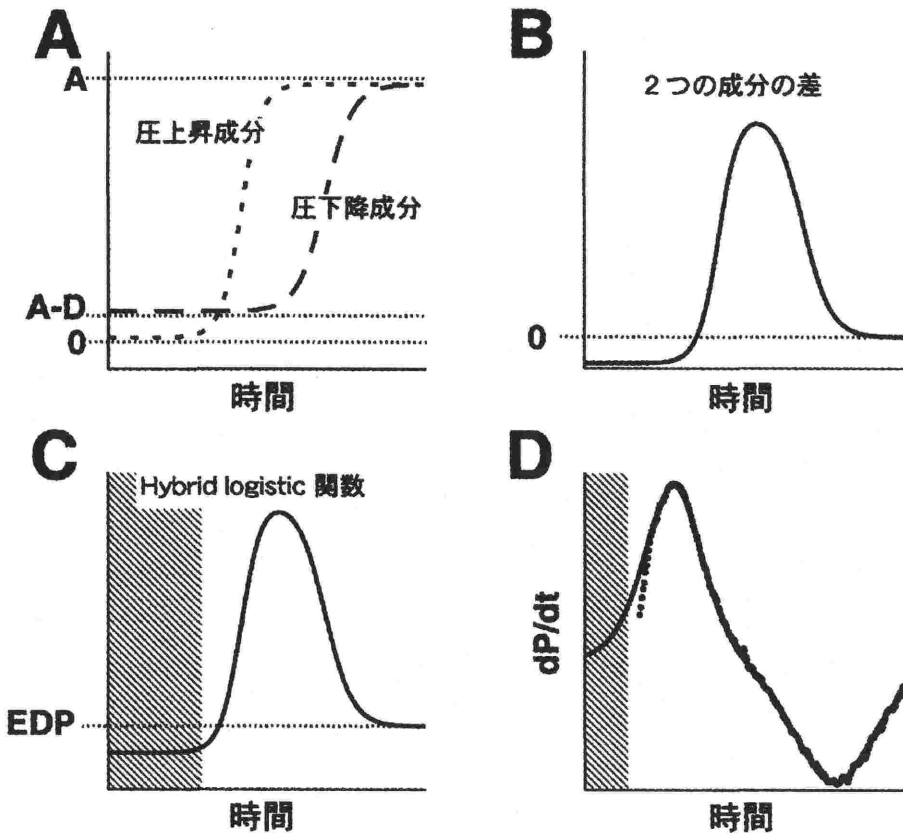 A
A
圧上昇成分
圧下降成分
A-D
0
時間
B
2つの成分の差
0
時間
C
Hybrid logistic 関数
EDP
時間
D
dP/dt
時間